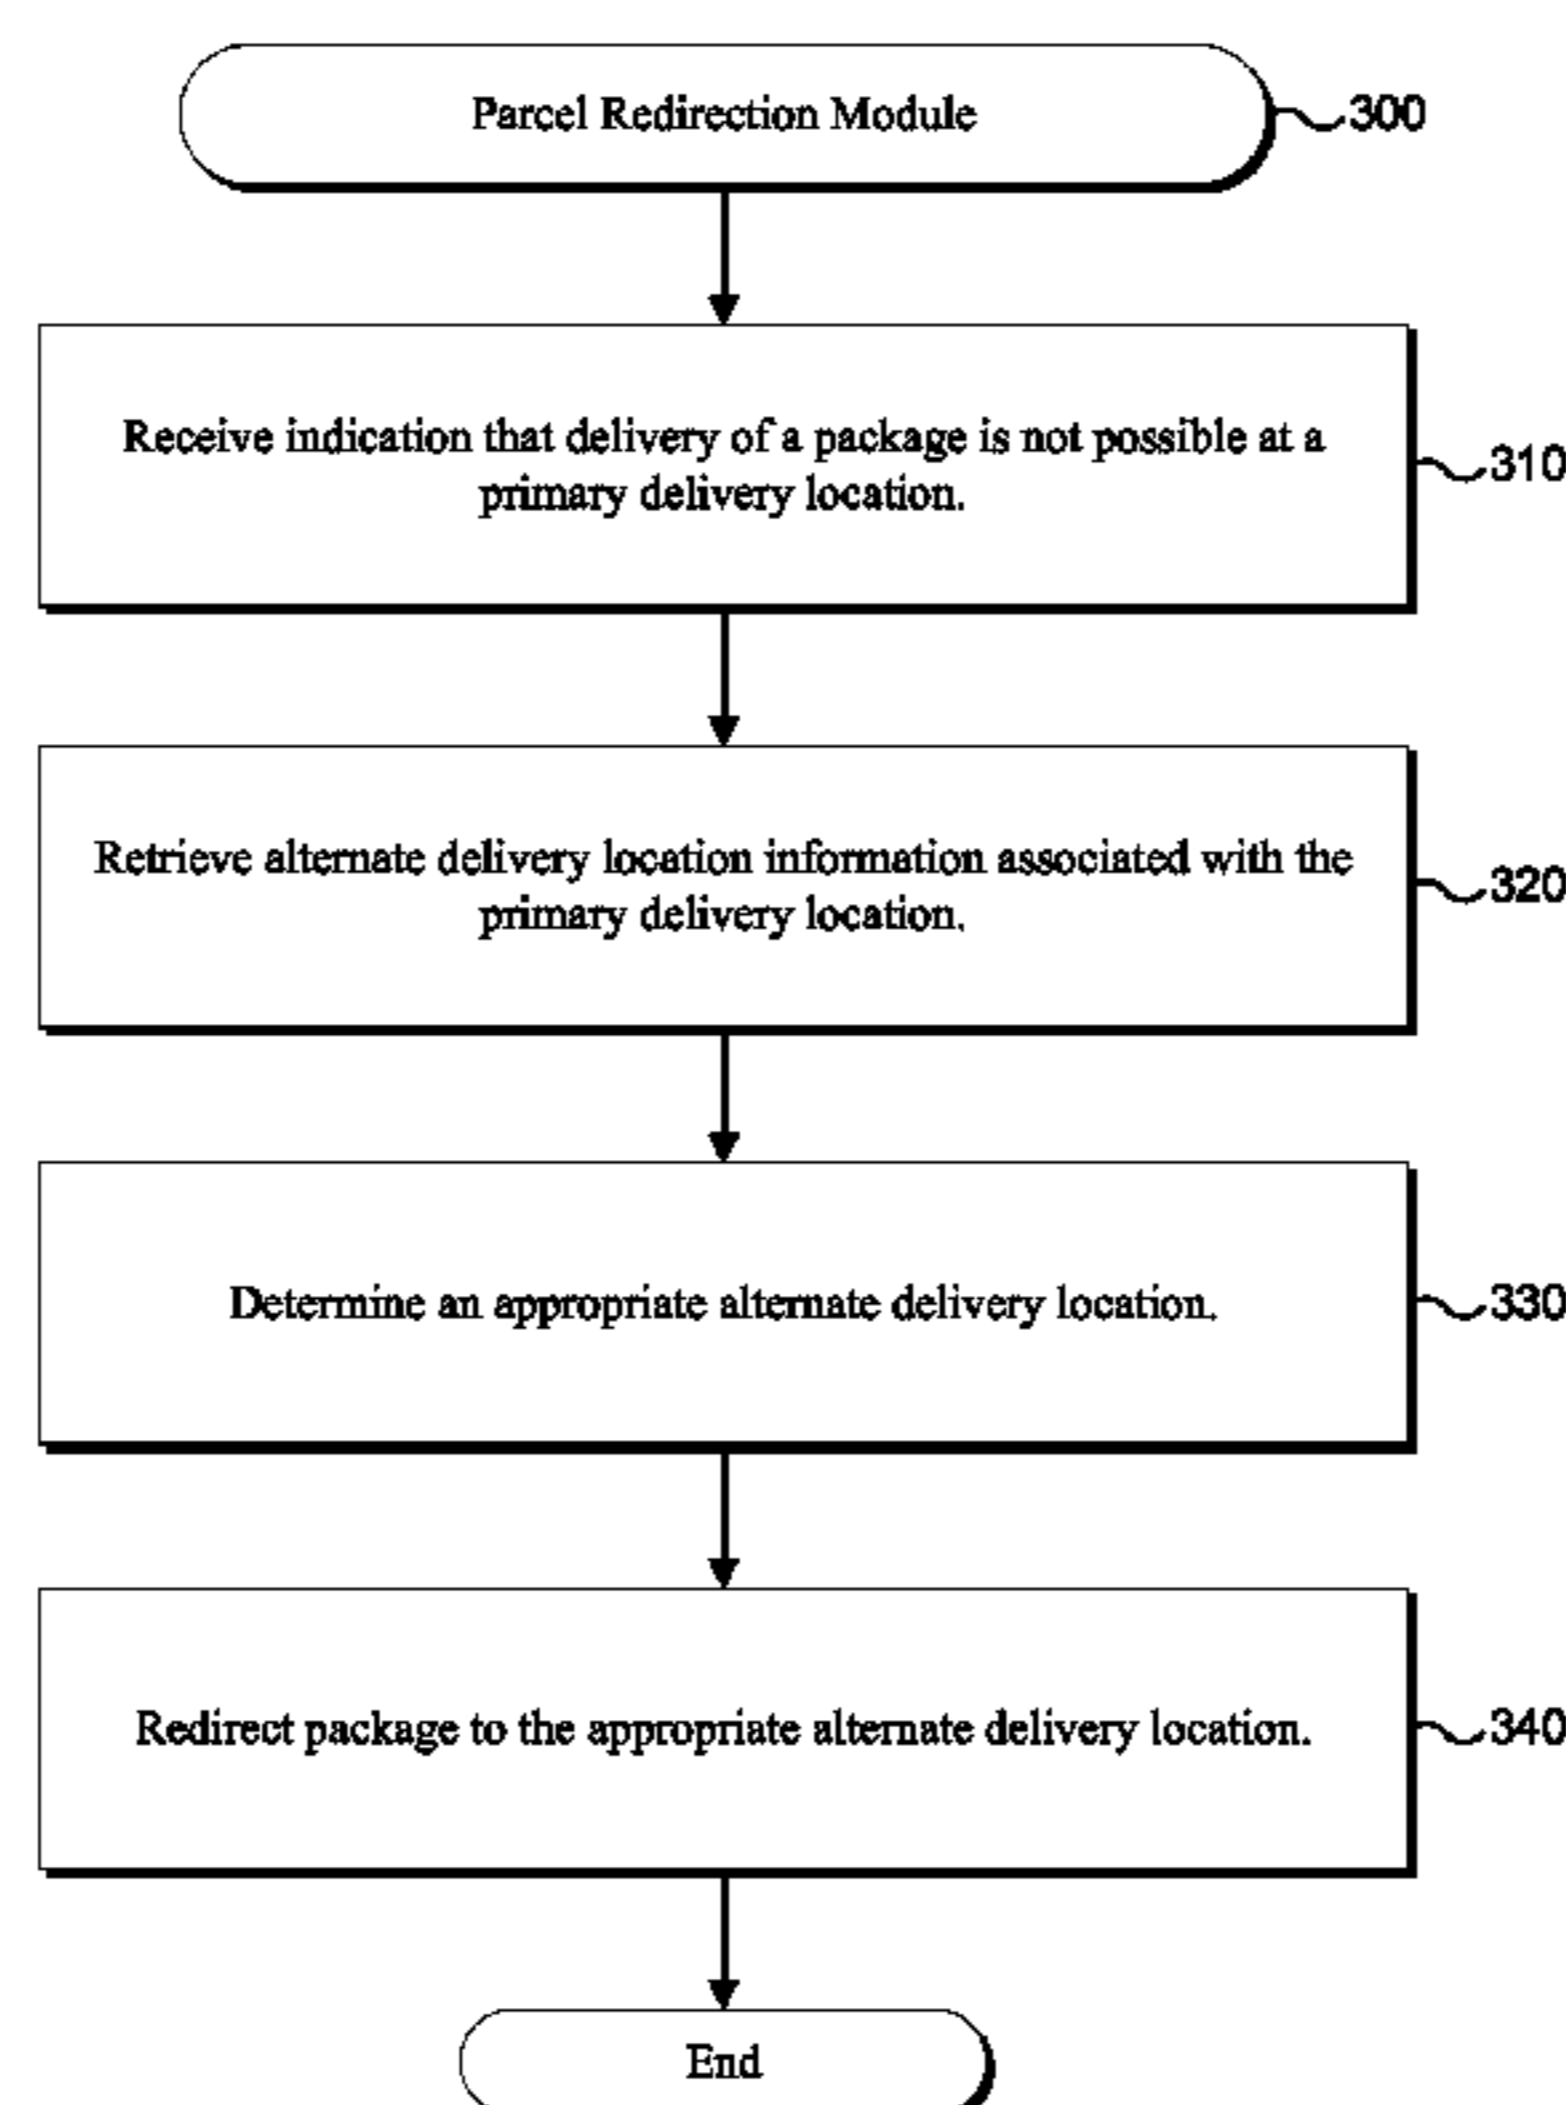 Parcel Redirection Module
300
Receive indication that delivery of a package is not possible at a
primary delivery location.
310
Retrieve alternate delivery location information associated with the
primary delivery location.
320
Determine an appropriate alternate delivery location.
330
Redirect package to the appropriate alternate delivery location.
340
End